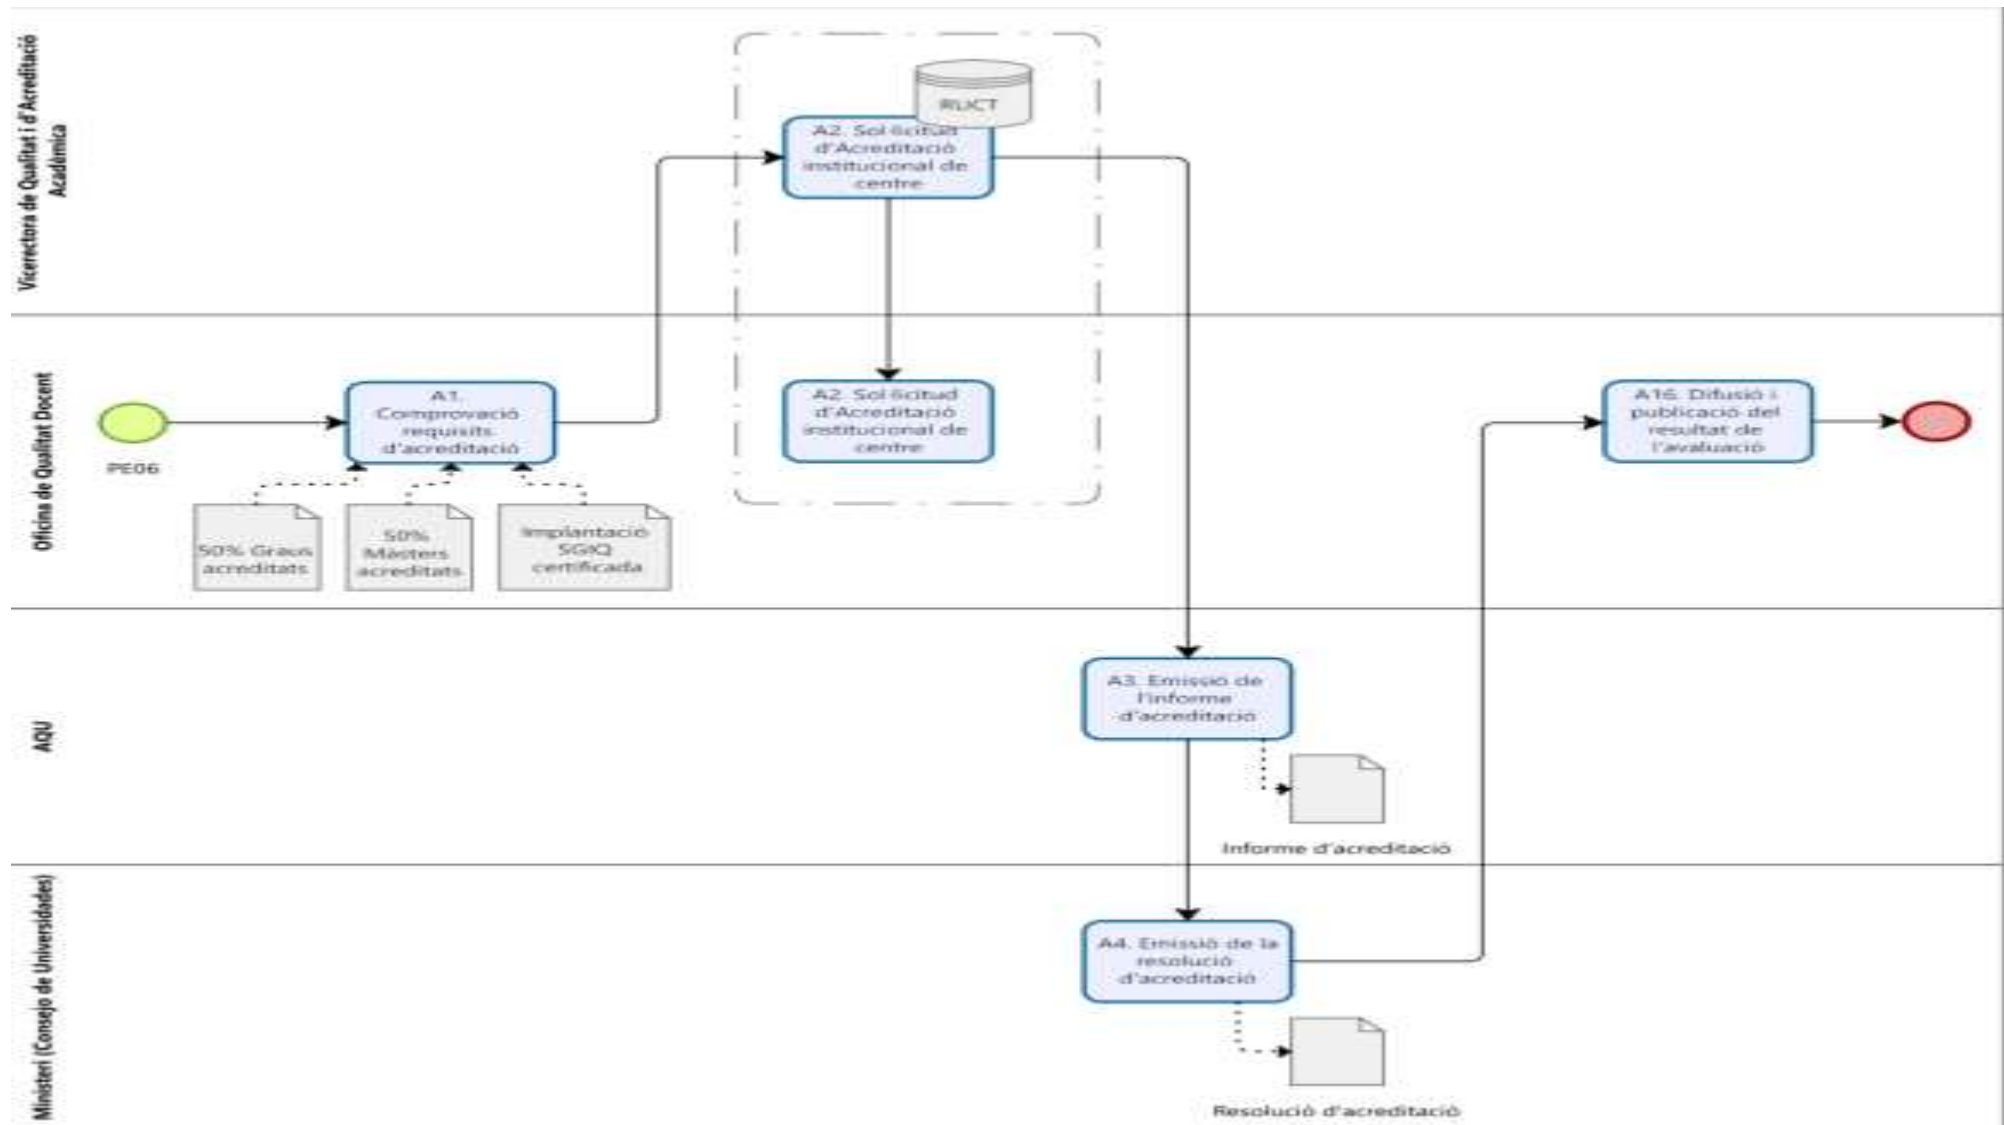 Vicerectora de Qualitat i d'Acreditació
Acadèmica
RUCT
A2. Sol·licitud
d'Acreditació
institucional de
centre
Oficina de Qualitat Docent
PE06
A1.
Comprovació
requisits
d'acreditació
50% Graus
acreditats
50%
Màsters
acreditats
Implantació
SGIQ
certificada
A2. Sol·licitud
d'Acreditació
institucional de
centre
A16. Difusió i
publicació del
resultat de
l'avaluació
AQU
A3. Emissió de
l'informe
d'acreditació
Informe d'acreditació
Ministeri (Consejo de Universidades)
A4. Emissió de la
resolució
d'acreditació
Resolució d'acreditació